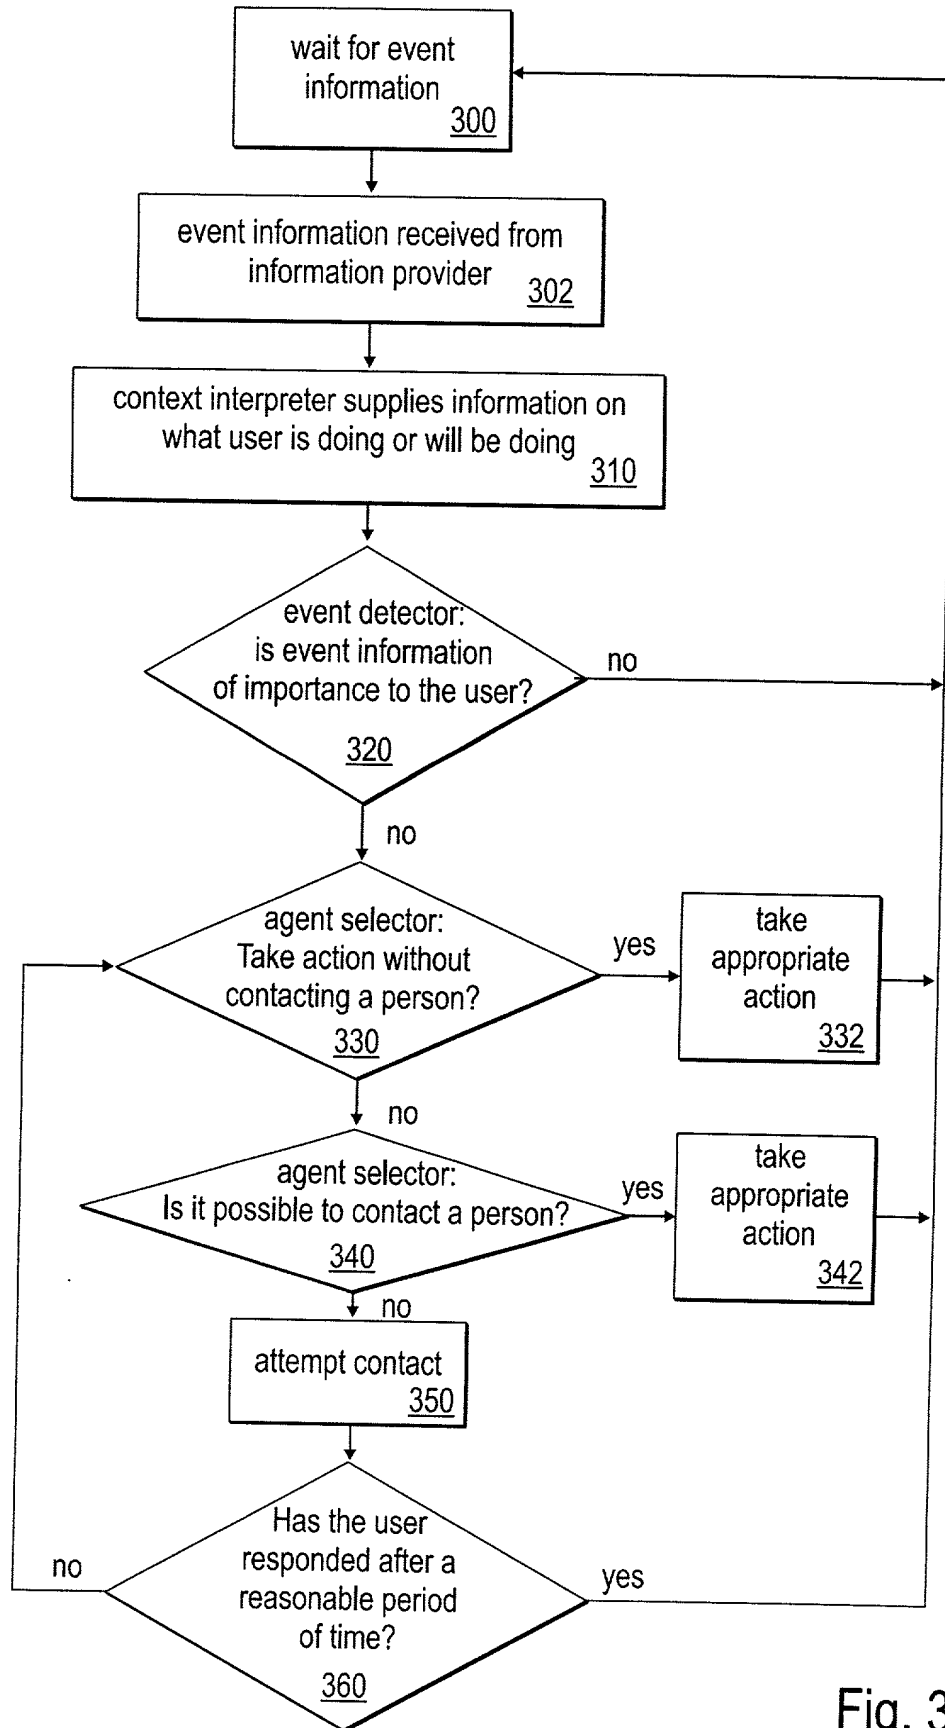 wait for event
information
300
event information received from
information provider
302
context interpreter supplies information on
what user is doing or will be doing
310
event detector:
is event information
of importance to the user?
320
no
no
agent selector:
Take action without
contacting a person?
330
yes
take
appropriate
action
332
no
agent selector:
Is it possible to contact a person?
340
yes
take
appropriate
action
342
no
attempt contact
350
Has the user
responded after a
reasonable period
of time?
360
no
yes
Fig. 3